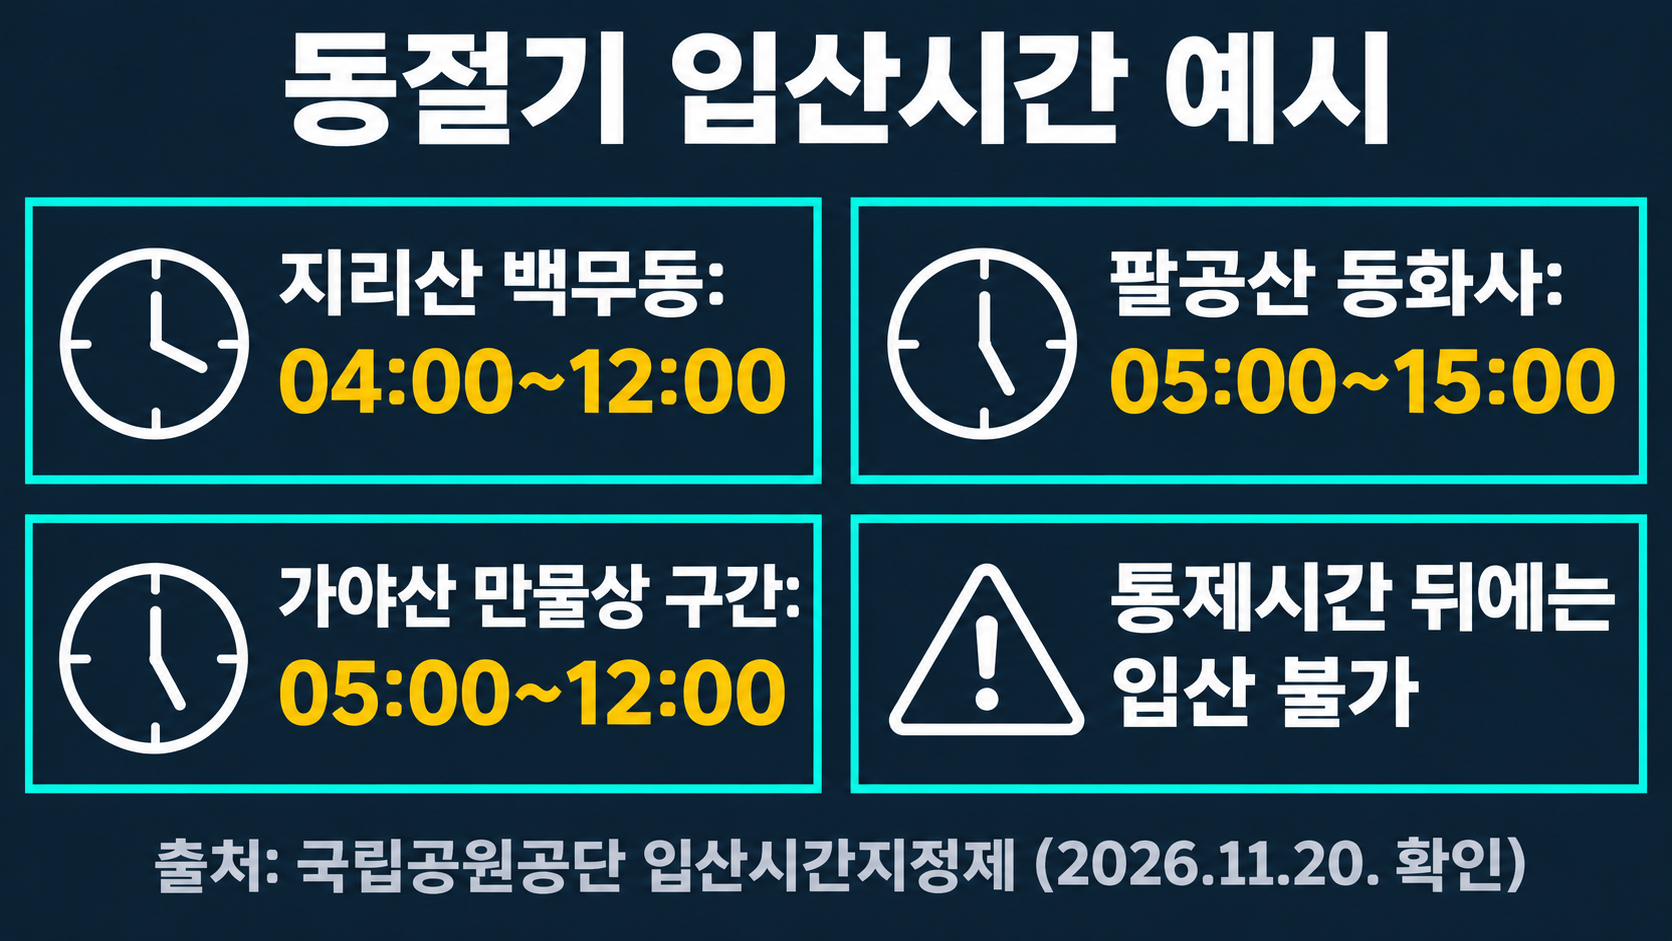 동절기 입산시간 예시
지리산 백무동:
04:00~12:00
팔공산 동화사:
05:00~15:00
가야산 만물상 구간:
05:00~12:00
통제시간 뒤에는
입산 불가
출처: 국립공원공단 입산시간지정제 (2026.11.20. 확인)